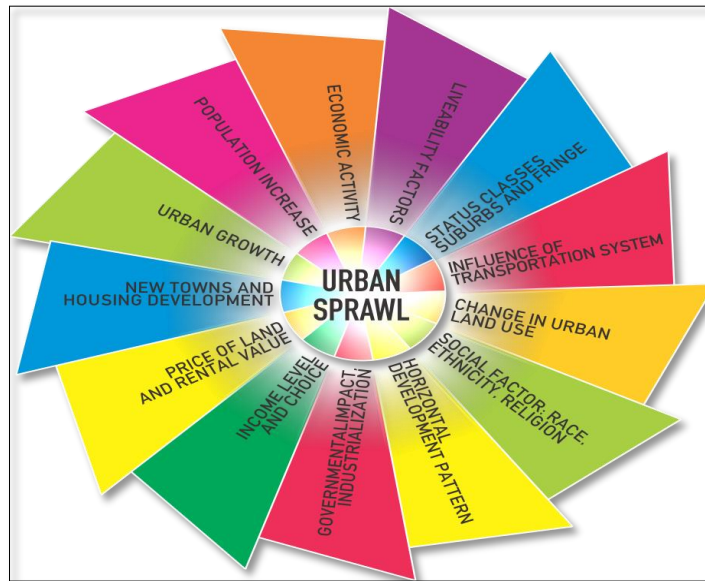 URBAN
SPRAWL
LIVEABILITY FACTORS
STATUS CLASSES
SUBURBS AND FRINGE
INFLUENCE OF
TRANSPORTATION SYSTEM
CHANGE IN URBAN
LAND USE
SOCIAL FACTOR, RACE,
ETHNICITY, RELIGION
HORIZONTAL
DEVELOPMENT PATTERN
GOVERNMENTALIMPACT,
INDUSTRIALIZATION
INCOME LEVEL
AND CHOICE
PRICE OF LAND
AND RENTAL VALUE
NEW TOWNS AND
HOUSING DEVELOPMENT
URBAN GROWTH
POPULATION INCREASE
ECONOMIC ACTIVITY